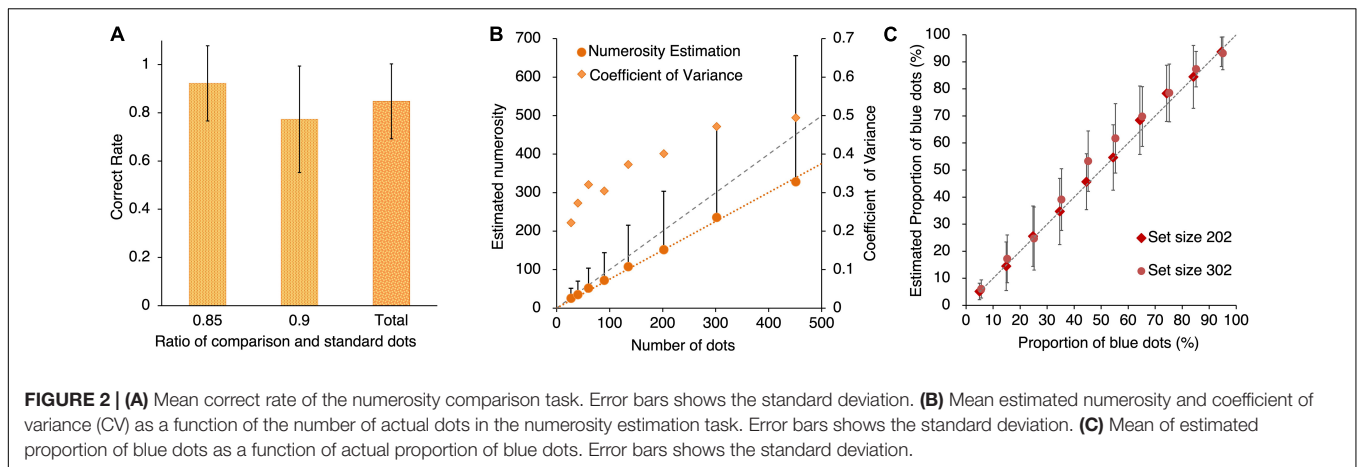 A
Correct Rate
1
0.8
0.6
0.4
0.2
0
0.85 0.9 Total
Ratio of comparison and standard dots
B
Estimated numerosity
700
600
500
400
300
200
100
0
Numerosity Estimation
Coefficient of Variance
0.7
0.6
0.5
0.4
0.3
0.2
0.1
0
Coefficient of Variance
0 100 200 300 400 500
Number of dots
C
Estimated Proportion of blue dots (%)
100
90
80
70
60
50
40
30
20
10
0
Set size 202
Set size 302
0 10 20 30 40 50 60 70 80 90 100
Proportion of blue dots (%)
FIGURE 2 | (A) Mean correct rate of the numerosity comparison task. Error bars shows the standard deviation. (B) Mean estimated numerosity and coefficient of
variance (CV) as a function of the number of actual dots in the numerosity estimation task. Error bars shows the standard deviation. (C) Mean of estimated
proportion of blue dots as a function of actual proportion of blue dots. Error bars shows the standard deviation.